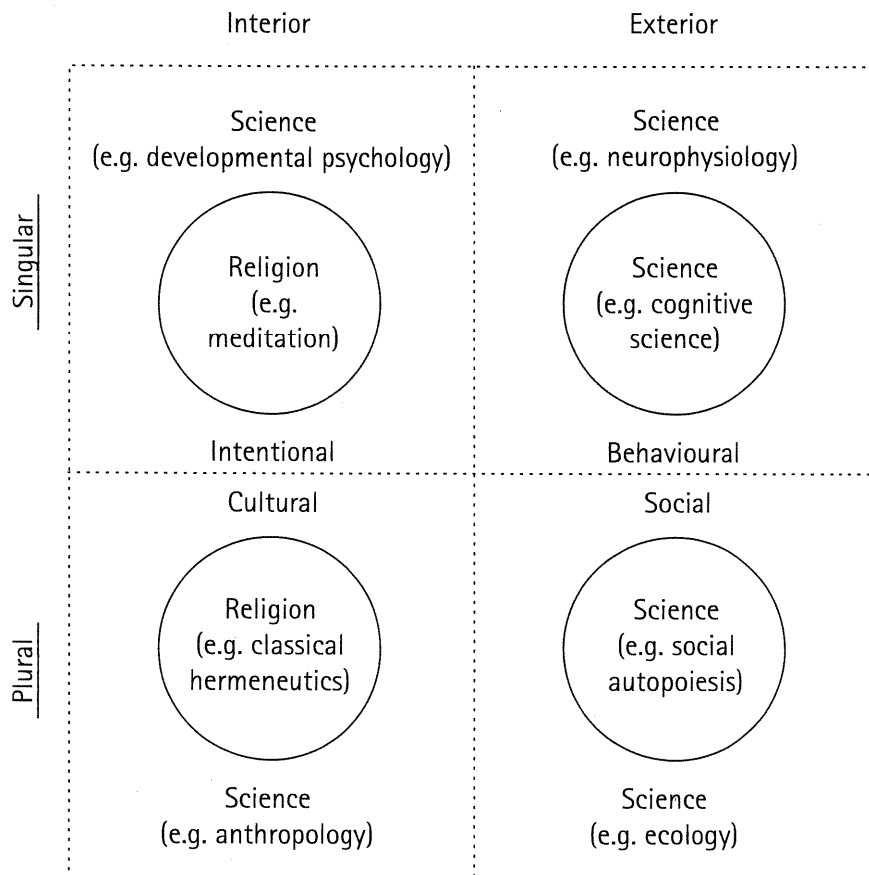 Interior
Exterior
Singular
Science
(e.g. developmental psychology)
Religion
(e.g.
meditation)
Intentional
Science
(e.g. neurophysiology)
Science
(e.g. cognitive
science)
Behavioural
Plural
Cultural
Religion
(e.g. classical
hermeneutics)
Science
(e.g. anthropology)
Social
Science
(e.g. social
autopoiesis)
Science
(e.g. ecology)